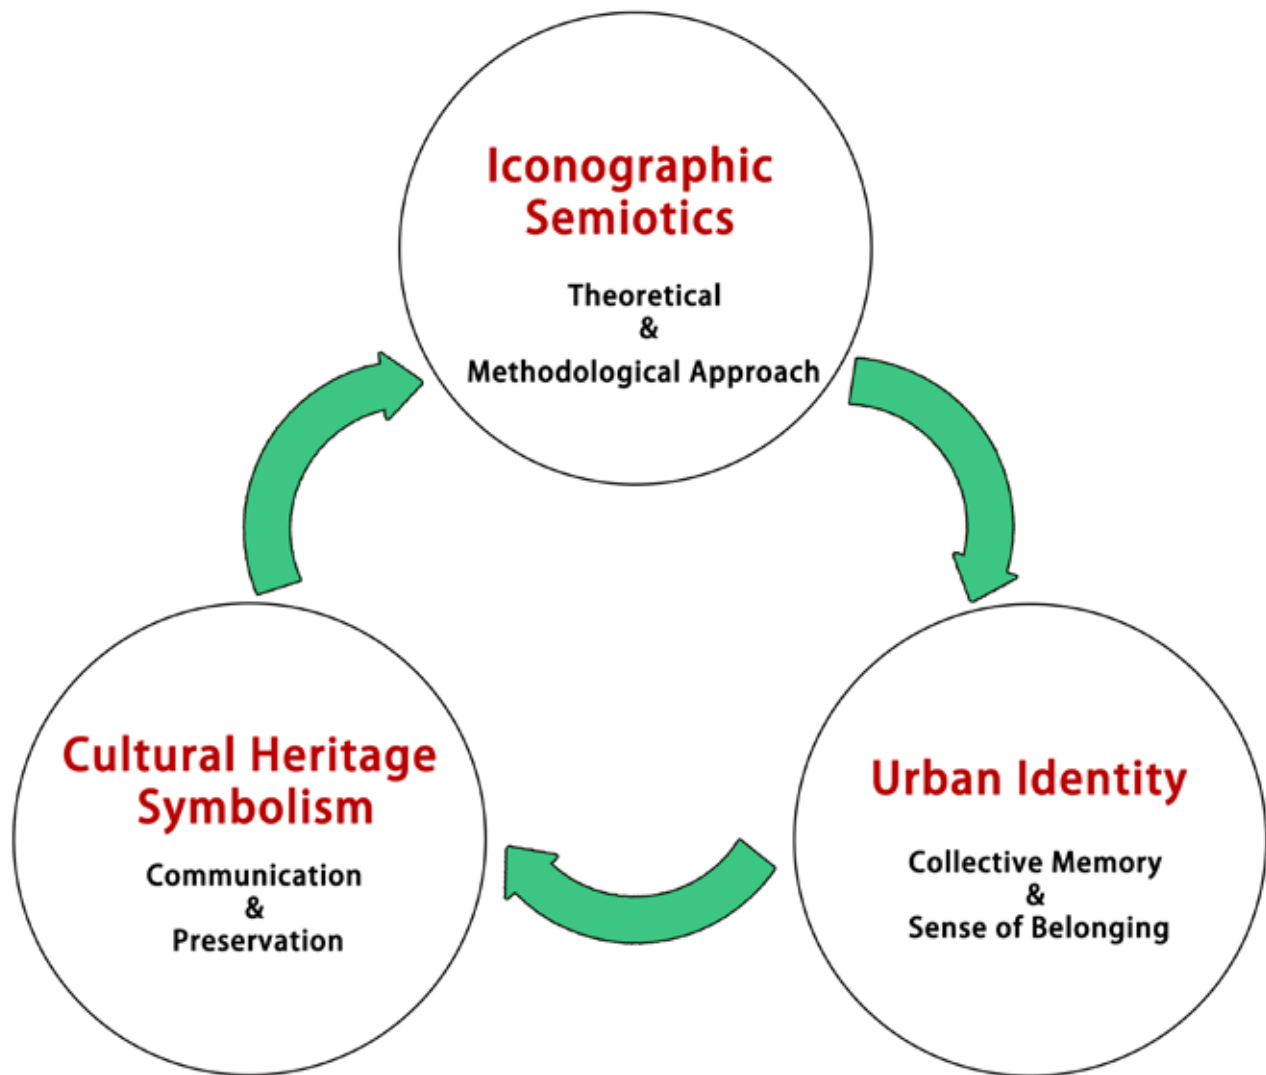 Iconographic
Semiotics
Theoretical
&
Methodological Approach
Cultural Heritage
Symbolism
Communication
&
Preservation
Urban Identity
Collective Memory
&
Sense of Belonging